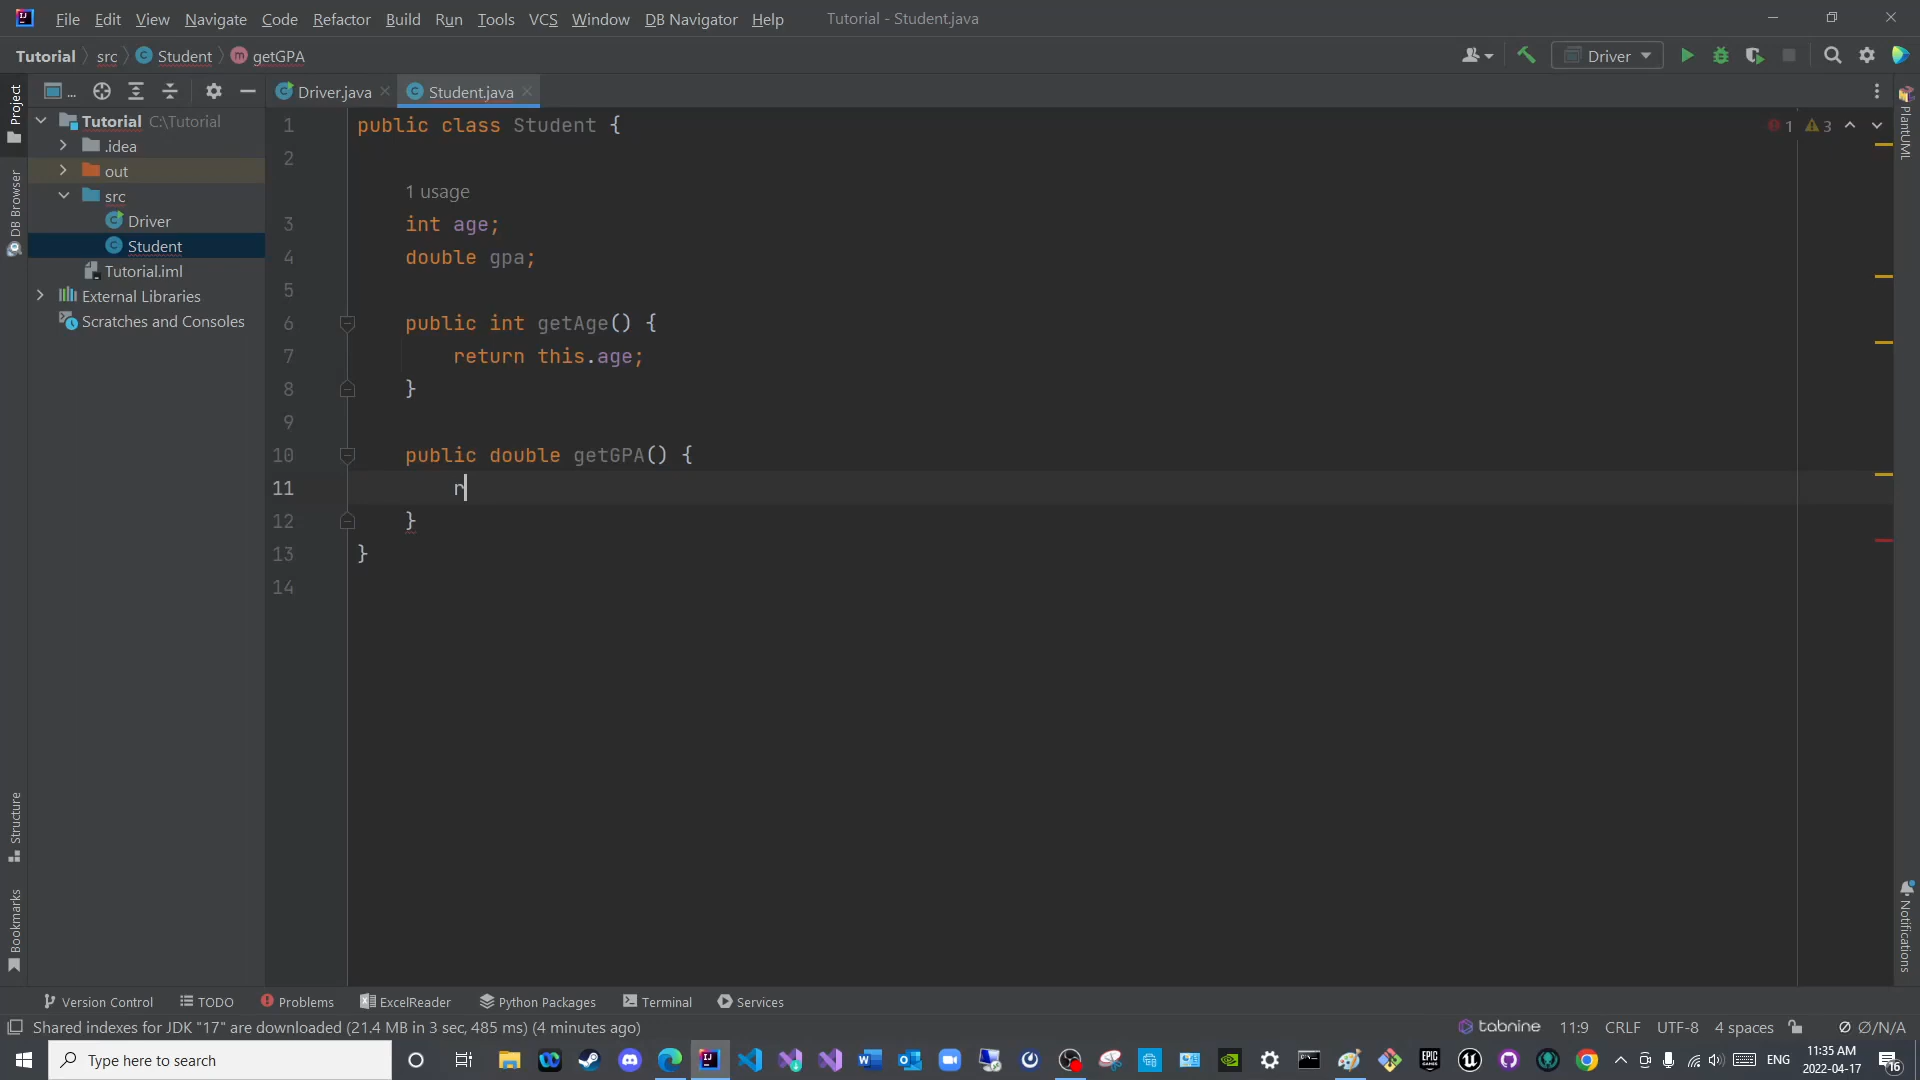 File Edit View Navigate Code Refactor Build Run Tools VCS Window DB Navigator Help Tutorial - Student.java
Tutorial src Student getGPA Driver
... Driver.java Student.java
Project
DB Browser
Structure
Bookmarks
Tutorial C:\Tutorial
.idea
out
src
Driver
Student
Tutorial.iml
External Libraries
Scratches and Consoles
1 public class Student {
2
1 usage
3 int age;
4 double gpa;
5
6 public int getAge() {
7 return this.age;
8 }
9
10 public double getGPA() {
11 r
12 }
13 }
14
1 3
PlantUML
Notifications
Version Control TODO Problems ExcelReader Python Packages Terminal Services
Shared indexes for JDK "17" are downloaded (21.4 MB in 3 sec, 485 ms) (4 minutes ago) tabnine 11:9 CRLF UTF-8 4 spaces Ø/N/A
Type here to search ENG 11:35 AM
2022-04-17 16